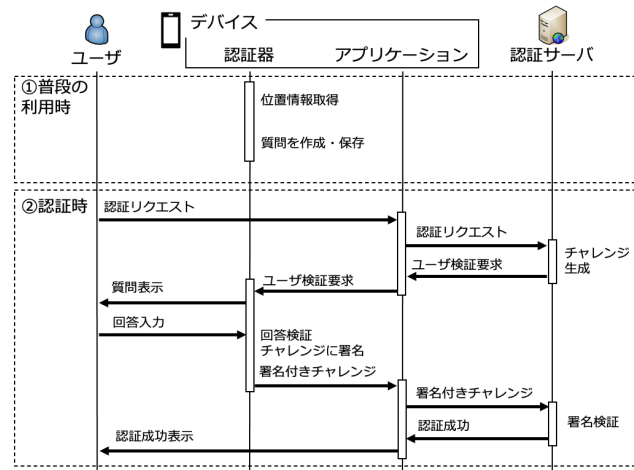 デバイス
ユーザ
認証器
アプリケーション
認証サーバ
①普段の
利用時
位置情報取得
質問を作成・保存
②認証時
認証リクエスト
認証リクエスト
チャレンジ
生成
ユーザ検証要求
ユーザ検証要求
質問表示
回答入力
回答検証
チャレンジに署名
署名付きチャレンジ
署名付きチャレンジ
署名検証
認証成功
認証成功表示